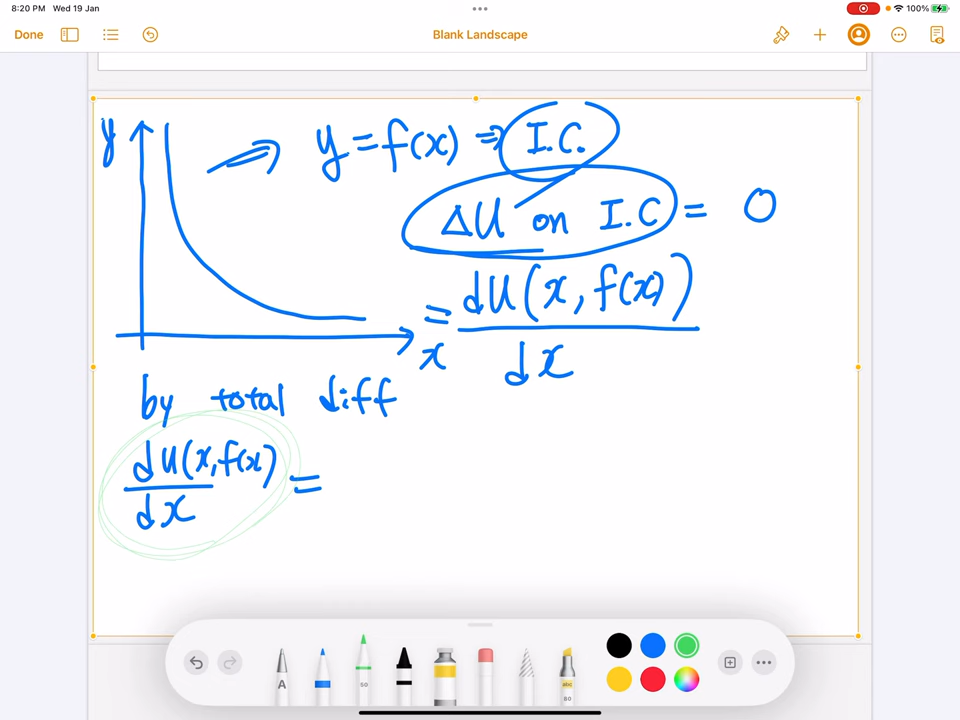 8:20 PM Wed 19 Jan
100%
Done
Blank Landscape
y
y = f(x) ⇒ I.C.
ΔU on I.C = 0
= dU(x, f(x))
dx
x
by total diff
dU(x, f(x)) =
dx
A
50
abc
80